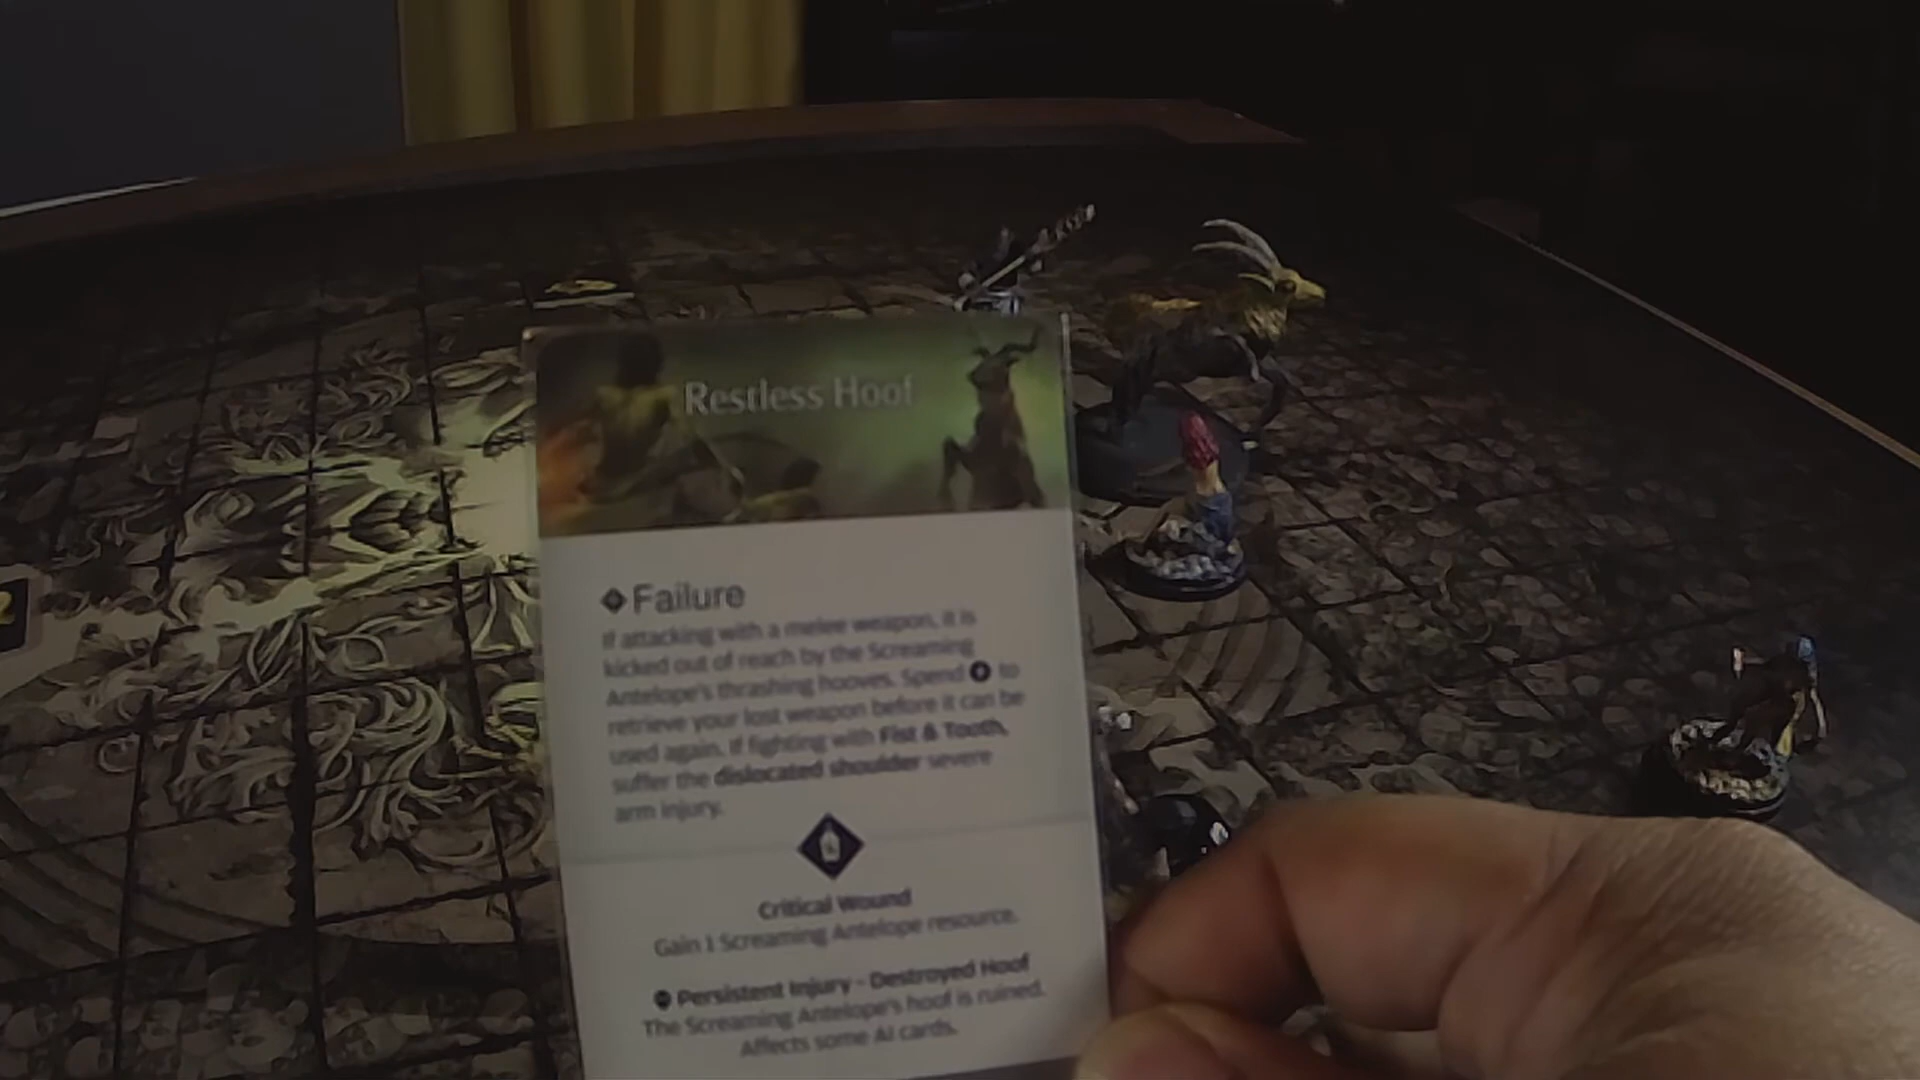 Restless Hoof
Failure
If attacking with a melee weapon, it is
kicked out of reach by the Screaming
Antelope's thrashing hooves. Spend to
retrieve your lost weapon before it can be
used again. If fighting with Fist & Tooth,
suffer the dislocated shoulder severe
arm injury.
Critical Wound
Gain 1 Screaming Antelope resource.
Persistent Injury - Destroyed Hoof
The Screaming Antelope's hoof is ruined.
Affects some AI cards.
2